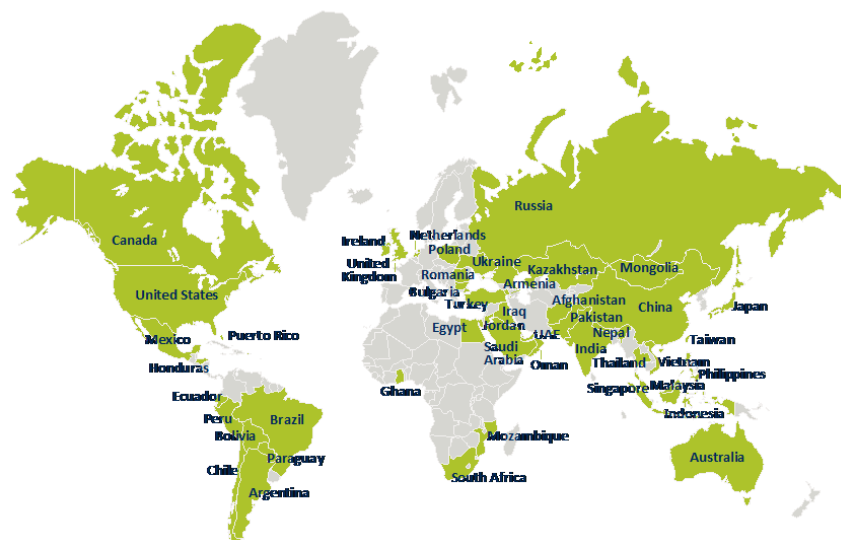 Russia
Canada
Ireland
Netherlands
Poland
Ukraine
United
Kingdom
Kazakhstan
Mongolia
Romania
Armenia
United States
Bulgaria
Turkey
Iraq
Afghanistan
China
Japan
Mexico
Puerto Rico
Egypt
Jordan
Pakistan
UAE
Nepal
Taiwan
Honduras
Saudi
Arabia
Oman
India
Thailand
Vietnam
Philippines
Ecuador
Ghana
Singapore
Malaysia
Peru
Brazil
Indonesia
Bolivia
Mozambique
Paraguay
Australia
Chile
South Africa
Argentina